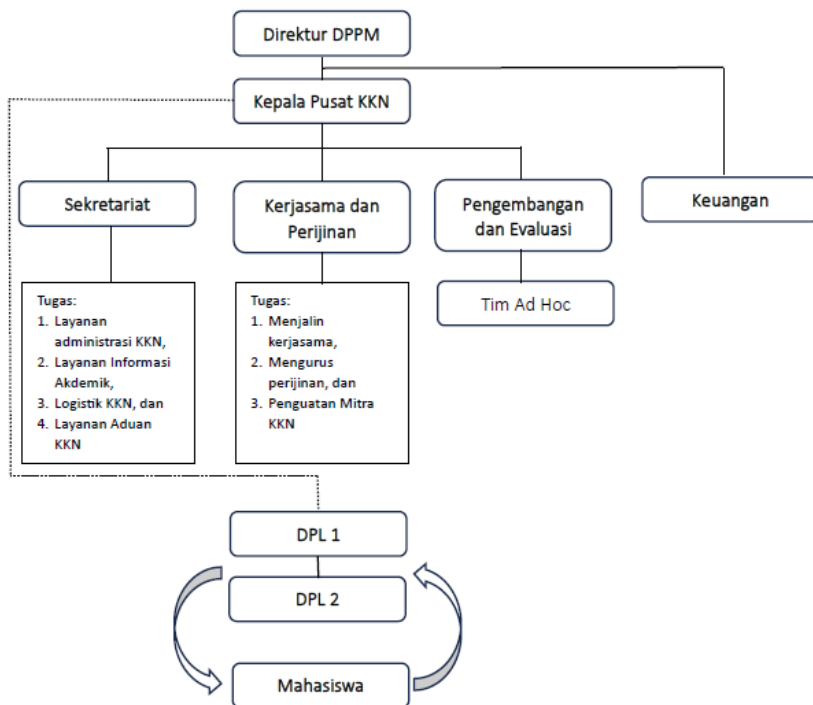 Direktur DPPM
Kepala Pusat KKN
Sekretariat
Kerjasama dan
Perijinan
Pengembangan
dan Evaluasi
Keuangan
Tugas:
1. Layanan
administrasi KKN,
2. Layanan Informasi
Akdemik,
3. Logistik KKN, dan
4. Layanan Aduan
KKN
Tugas:
1. Menjalin
kerjasama,
2. Mengurus
perijinan, dan
3. Penguatan Mitra
KKN
Tim Ad Hoc
DPL 1
DPL 2
Mahasiswa